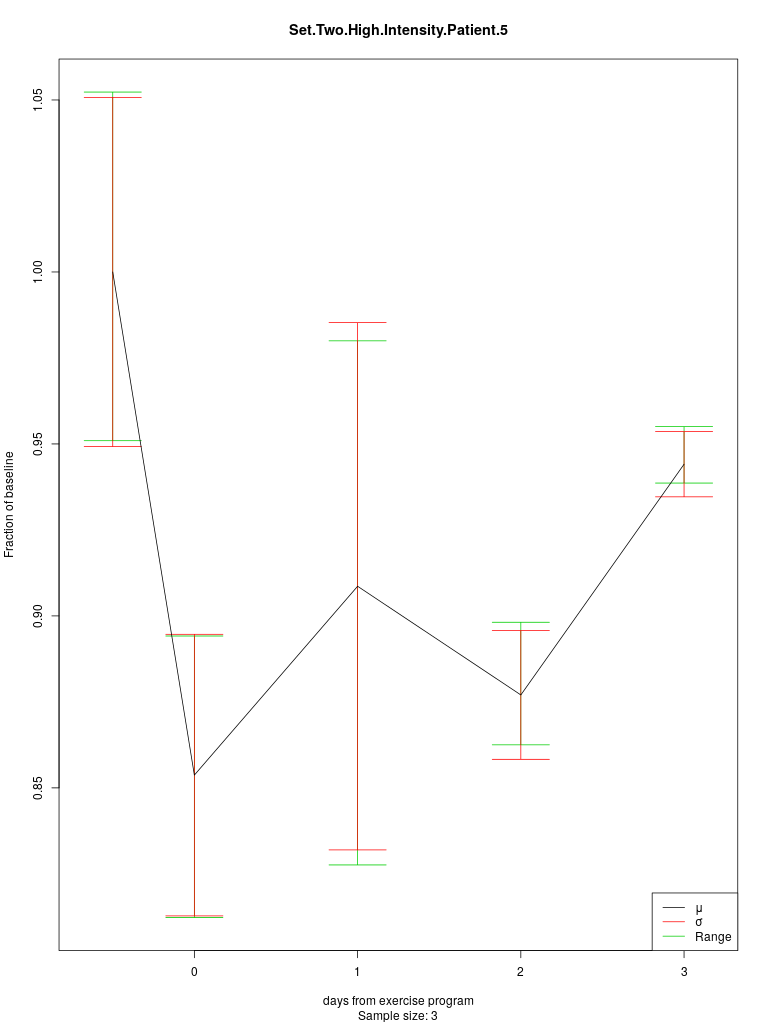 Set.Two.High.Intensity.Patient.5
Fraction of baseline
1.05
1.00
0.95
0.90
0.85
0
1
2
3
days from exercise program
Sample size: 3
μ
σ
Range